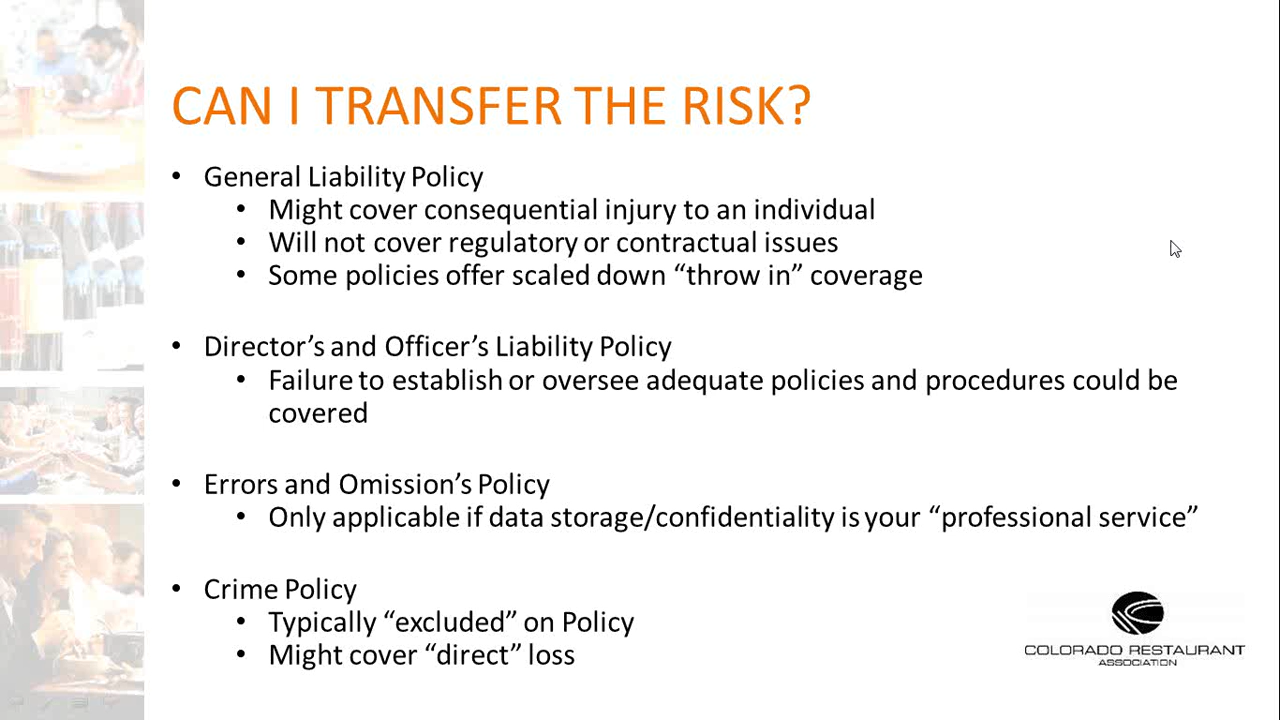 CAN I TRANSFER THE RISK?
• General Liability Policy
• Might cover consequential injury to an individual
• Will not cover regulatory or contractual issues
• Some policies offer scaled down “throw in” coverage
• Director’s and Officer’s Liability Policy
• Failure to establish or oversee adequate policies and procedures could be
covered
• Errors and Omission’s Policy
• Only applicable if data storage/confidentiality is your “professional service”
• Crime Policy
• Typically “excluded” on Policy
• Might cover “direct” loss
COLORADO RESTAURANT
ASSOCIATION